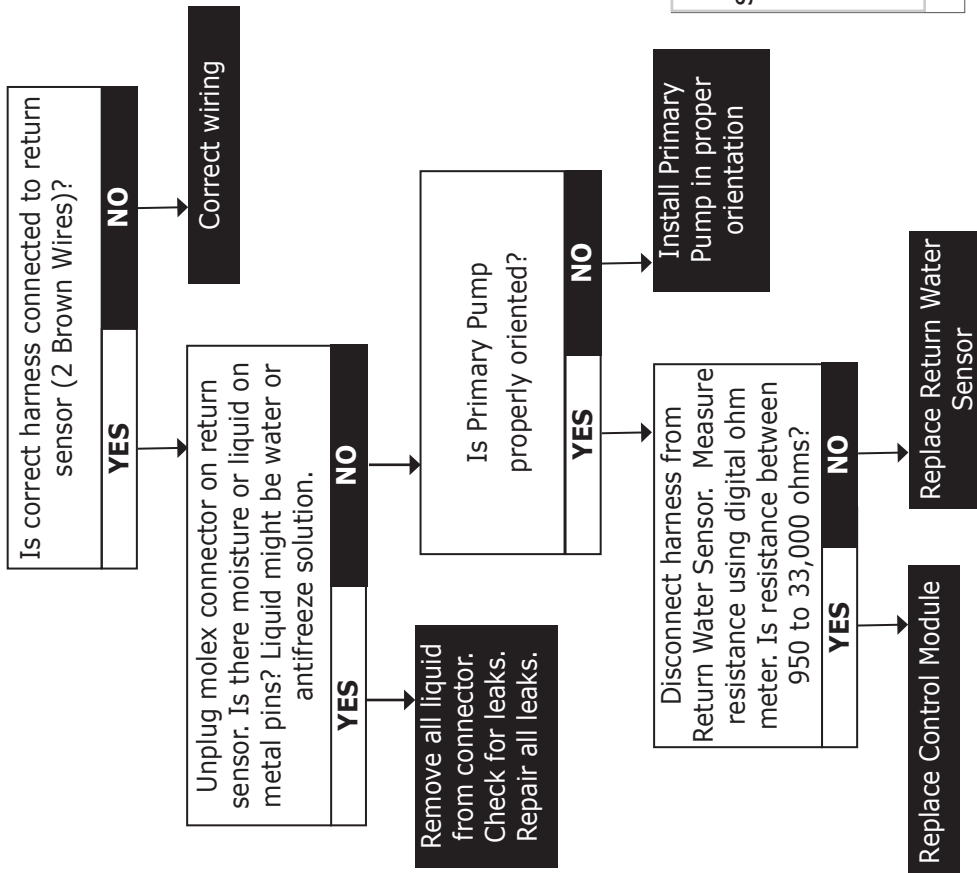 Is correct harness connected to return
sensor (2 Brown Wires)?
YES
NO
Correct wiring
Unplug molex connector on return
sensor. Is there moisture or liquid on
metal pins? Liquid might be water or
antifreeze solution.
YES
NO
Remove all liquid
from connector.
Check for leaks.
Repair all leaks.
Is Primary Pump
properly oriented?
YES
NO
Install Primary
Pump in proper
orientation
Disconnect harness from
Return Water Sensor. Measure
resistance using digital ohm
meter. Is resistance between
950 to 33,000 ohms?
YES
NO
Replace Control Module
Replace Return Water
Sensor